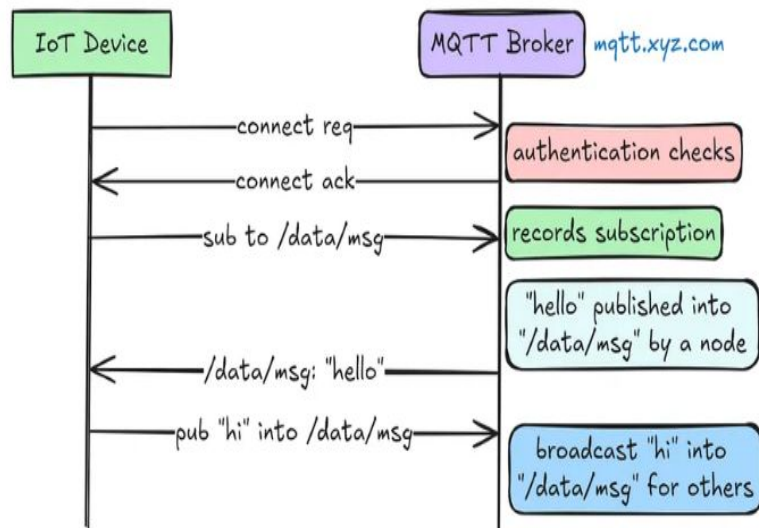 IoT Device
MQTT Broker
mqtt.xyz.com
connect req
authentication checks
connect ack
sub to /data/msg
records subscription
"hello" published into
"/data/msg" by a node
/data/msg: "hello"
pub "hi" into /data/msg
broadcast "hi" into
"/data/msg" for others